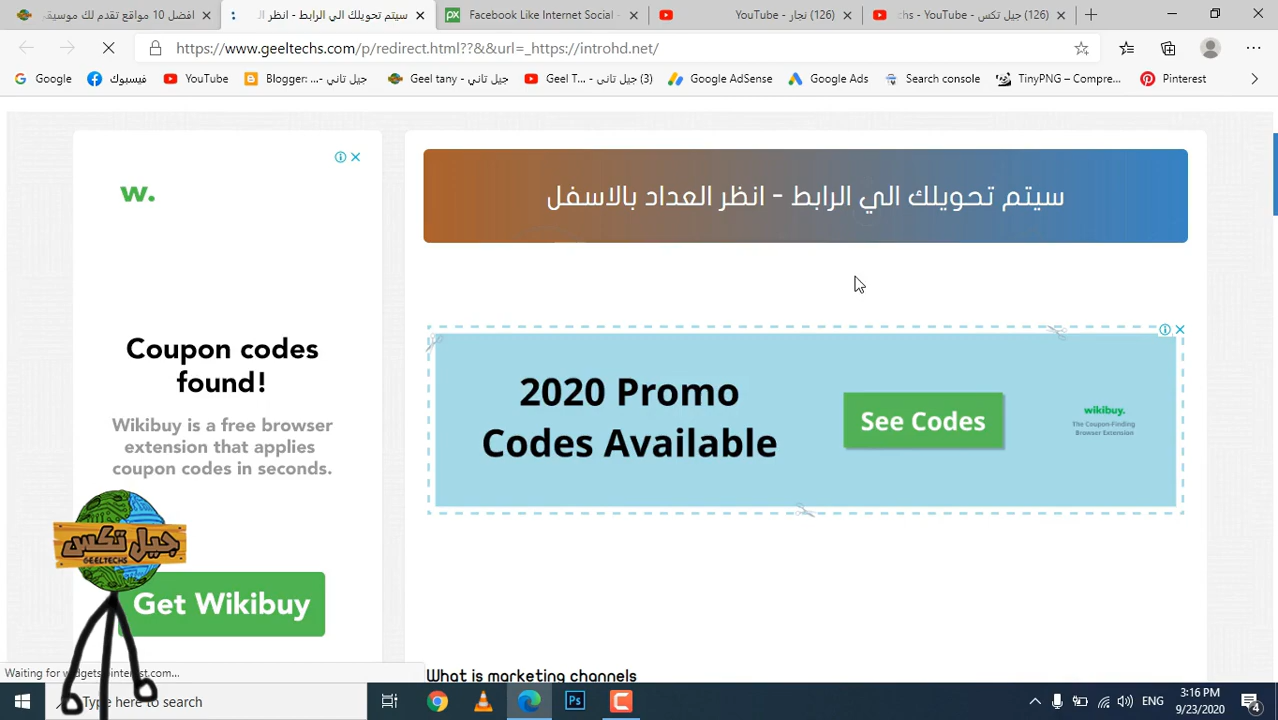 افضل 10 مواقع تقدم لك موسيقي
سيتم تحويلك الي الرابط - انظر ال
Facebook Like Internet Social -
YouTube - نجار (126)
YouTube - جيل تكس (126)
https://www.geeltechs.com/p/redirect.html??&&url=_https://introhd.net/
Google
فيسبوك
YouTube
Blogger: جيل تاني -...
Geel tany - جيل تاني
Geel T... - جيل تاني (3)
Google AdSense
Google Ads
Search console
TinyPNG – Compre...
Pinterest
سيتم تحويلك الي الرابط - انظر العداد بالاسفل
w.
Coupon codes
found!
Wikibuy is a free browser
extension that applies
coupon codes in seconds.
Get Wikibuy
2020 Promo
Codes Available
See Codes
wikibuy.
The Coupon-Finding
Browser Extension
What is marketing channels
جيل تكس
GEELTECHS
Waiting for widgets.pinterest.com...
Type here to search
Ps
ENG
3:16 PM
9/23/2020
4